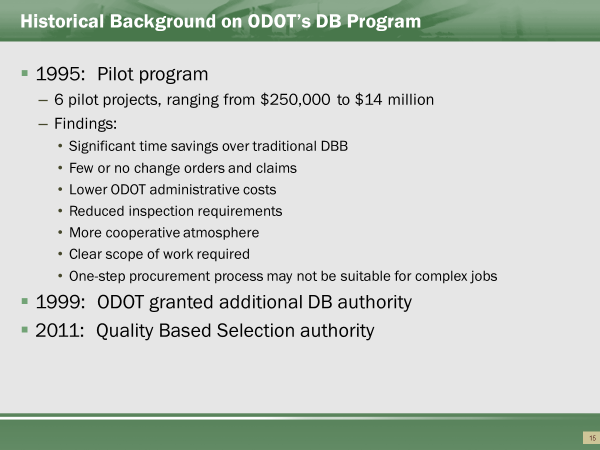 Historical Background on ODOT's DB Program
▪ 1995: Pilot program
– 6 pilot projects, ranging from $250,000 to $14 million
– Findings:
• Significant time savings over traditional DBB
• Few or no change orders and claims
• Lower ODOT administrative costs
• Reduced inspection requirements
• More cooperative atmosphere
• Clear scope of work required
• One-step procurement process may not be suitable for complex jobs
▪ 1999: ODOT granted additional DB authority
▪ 2011: Quality Based Selection authority
15